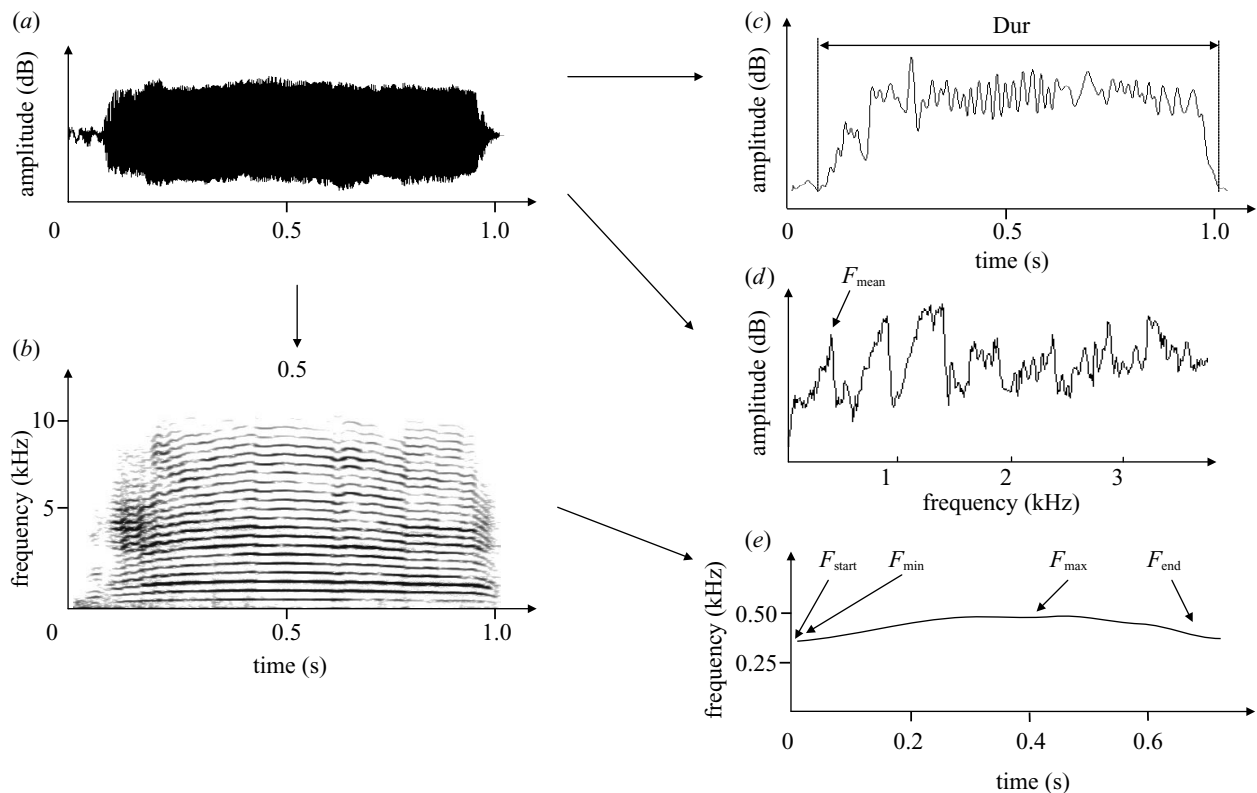 (a)
amplitude (dB)
0
0.5
1.0
(b)
0.5
frequency (kHz)
10
5
0
0.5
1.0
time (s)
(c)
Dur
amplitude (dB)
0
0.5
1.0
time (s)
(d)
Fmean
amplitude (dB)
1
2
3
frequency (kHz)
(e)
Fstart
Fmin
Fmax
Fend
frequency (kHz)
0.50
0.25
0
0.2
0.4
0.6
time (s)